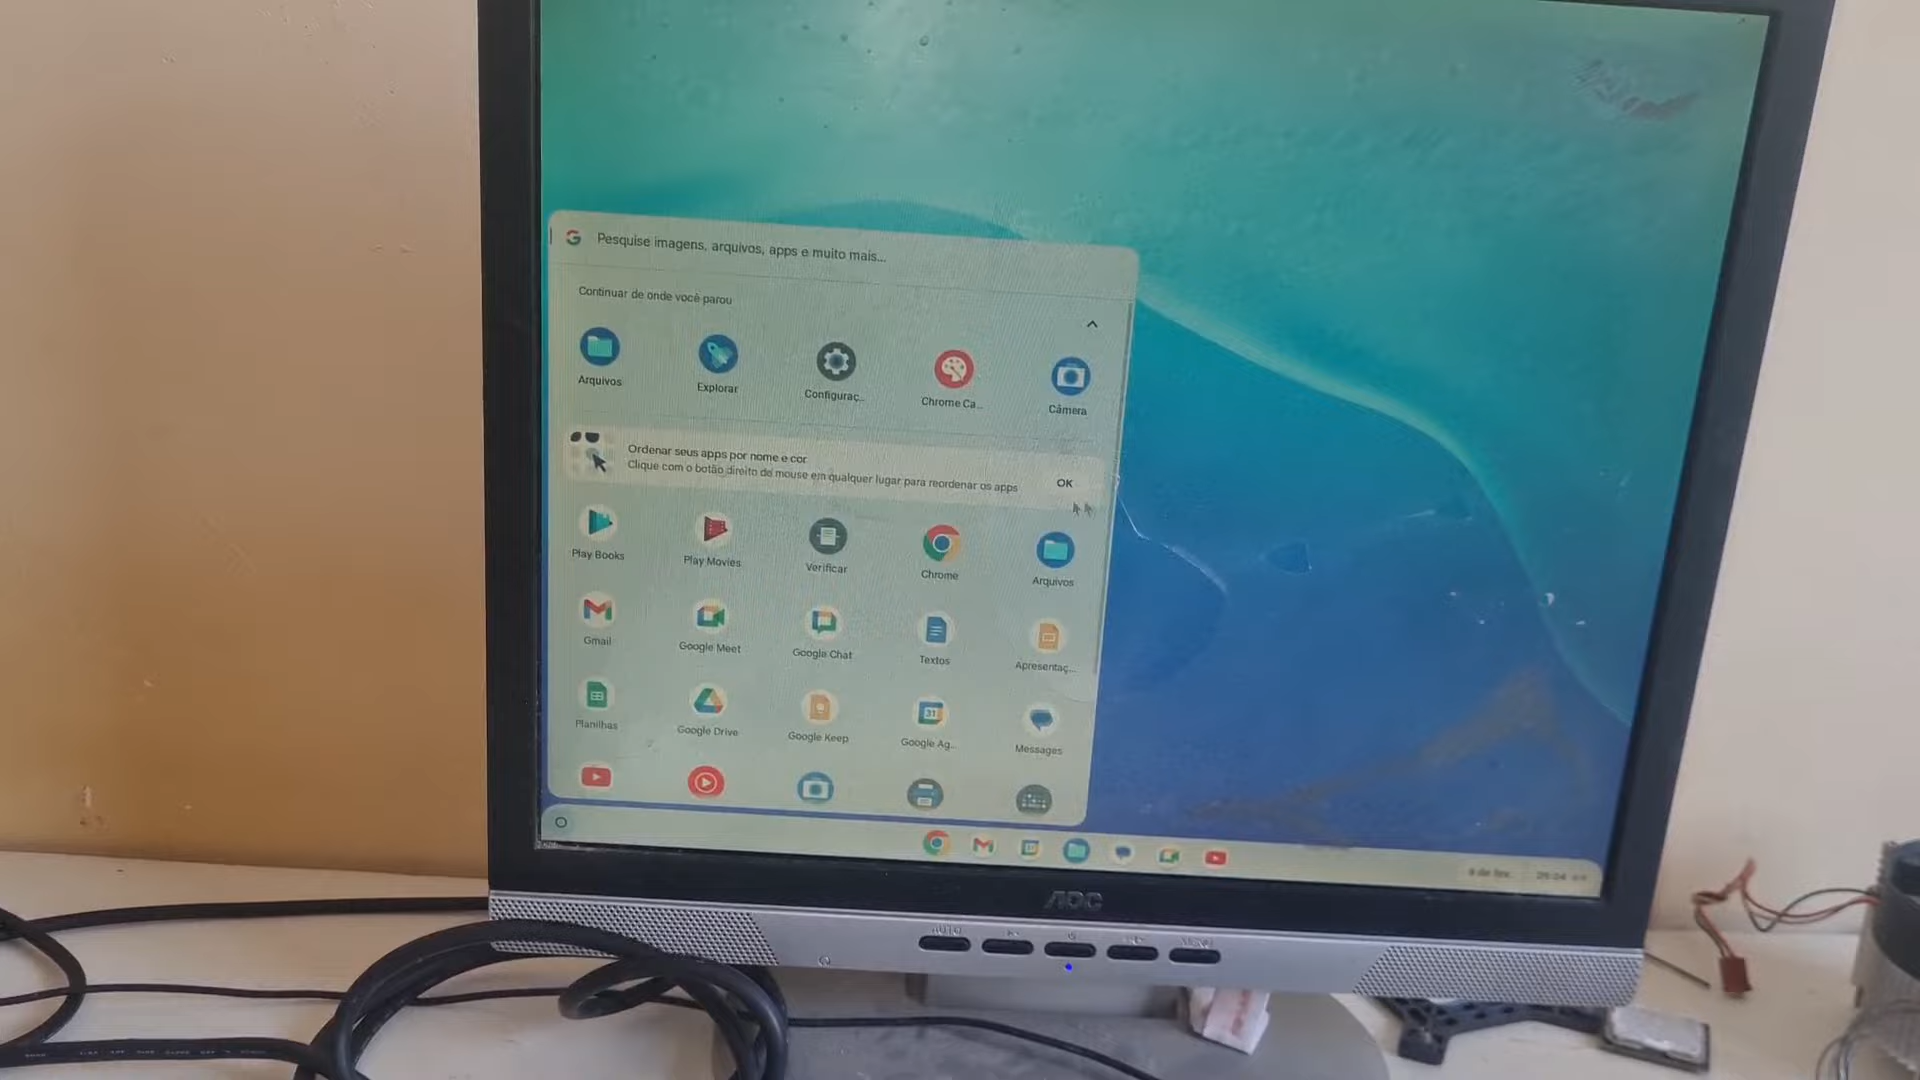 Pesquise imagens, arquivos, apps e muito mais...
Continuar de onde você parou
Arquivos
Explorar
Configuraç...
Chrome Ca...
Câmera
Ordenar seus apps por nome e cor
Clique com o botão direito do mouse em qualquer lugar para reordenar os apps
OK
Play Books
Play Movies
Verificar
Chrome
Arquivos
Gmail
Google Meet
Google Chat
Textos
Apresentaç...
Planilhas
Google Drive
Google Keep
31
Google Ag...
Messages
AOC
AUTO
MENU